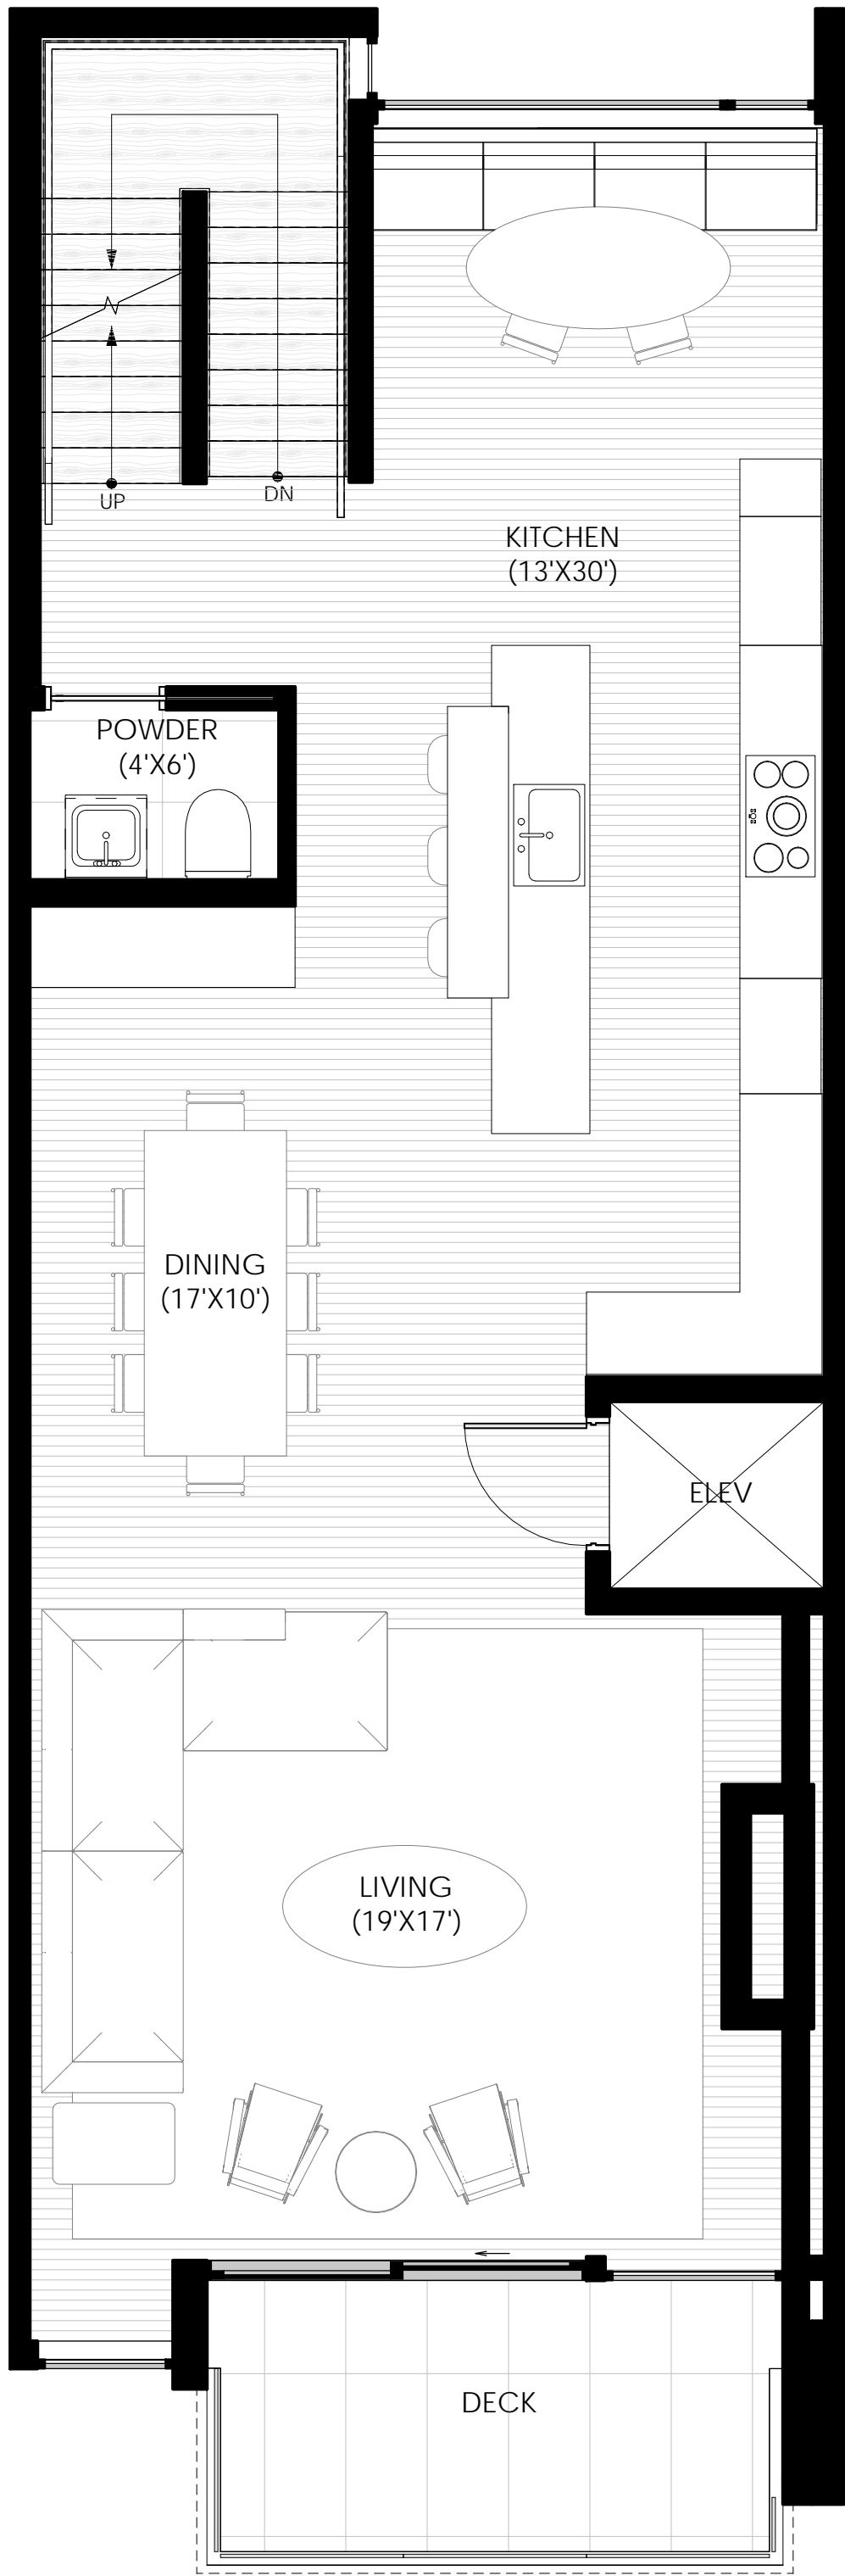 UP
DN
KITCHEN
(13'X30')
POWDER
(4'X6')
DINING
(17'X10')
ELEV
LIVING
(19'X17')
DECK